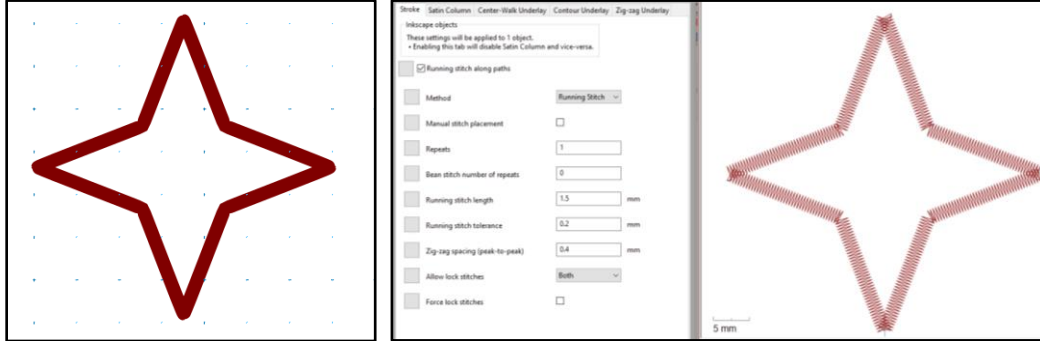 Stroke Satin Column Center-Walk Underlay Contour Underlay Zig-zag Underlay
Inkscape objects
These settings will be applied to 1 object.
• Enabling this tab will disable Satin Column and vice-versa.
Running stitch along paths
Method Running Stitch
Manual stitch placement
Repeats 1
Bean stitch number of repeats 0
Running stitch length 1.5 mm
Running stitch tolerance 0.2 mm
Zig-zag spacing (peak-to-peak) 0.4 mm
Allow lock stitches Both
Force lock stitches
5 mm